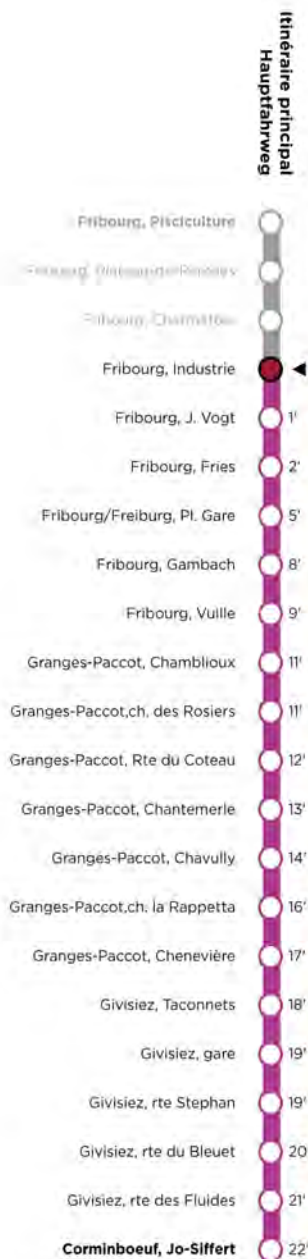 Itinéraire principal
Hauptfahrweg
Fribourg, Pisciculture
Fribourg,
Fribourg,
Fribourg, Industrie
Fribourg, J. Vogt 1'
Fribourg, Fries 2'
Fribourg/Freiburg, Pl. Gare 5'
Fribourg, Gambach 8'
Fribourg, Vuille 9'
Granges-Paccot, Chamblioux 11'
Granges-Paccot,ch. des Rosiers 11'
Granges-Paccot, Rte du Coteau 12'
Granges-Paccot, Chantemerle 13'
Granges-Paccot, Chavully 14'
Granges-Paccot,ch. la Rappetta 16'
Granges-Paccot, Chenevière 17'
Givisiez, Taconnets 18'
Givisiez, gare 19'
Givisiez, rte Stephan 19'
Givisiez, rte du Bleuet 20
Givisiez, rte des Fluides 21'
Corminboeuf, Jo-Siffert 22'